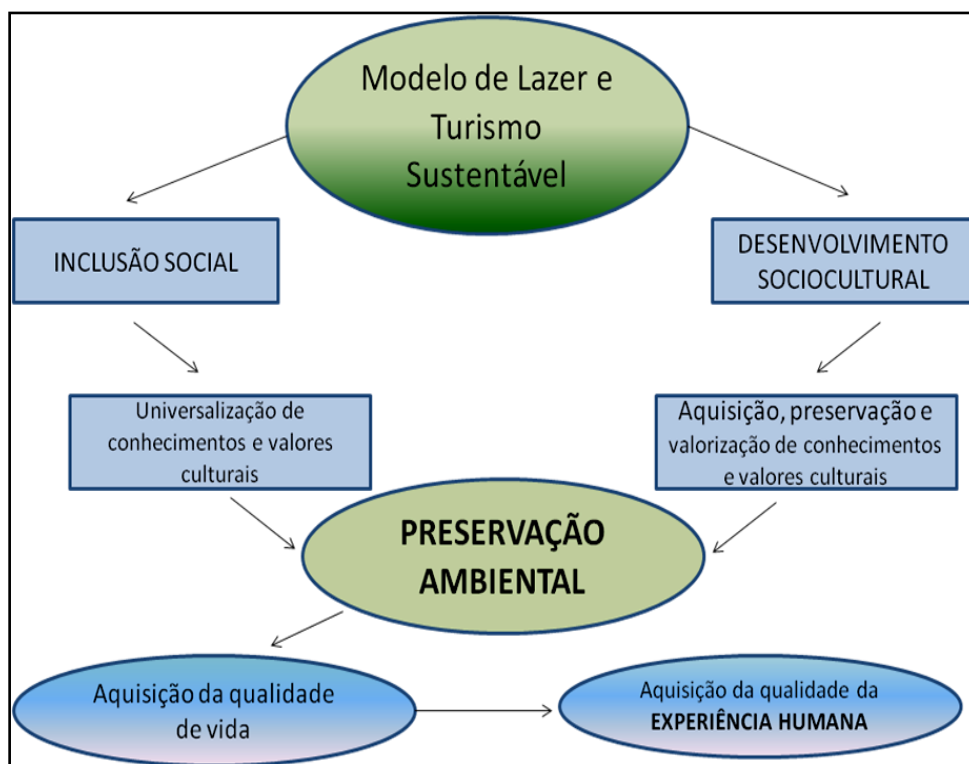 Modelo de Lazer e
Turismo
Sustentável
INCLUSÃO SOCIAL
DESENVOLVIMENTO
SOCIOCULTURAL
Universalização de
conhecimentos e valores
culturais
Aquisição, preservação e
valorização de conhecimentos
e valores culturais
PRESERVAÇÃO
AMBIENTAL
Aquisição da qualidade
de vida
Aquisição da qualidade da
EXPERIÊNCIA HUMANA